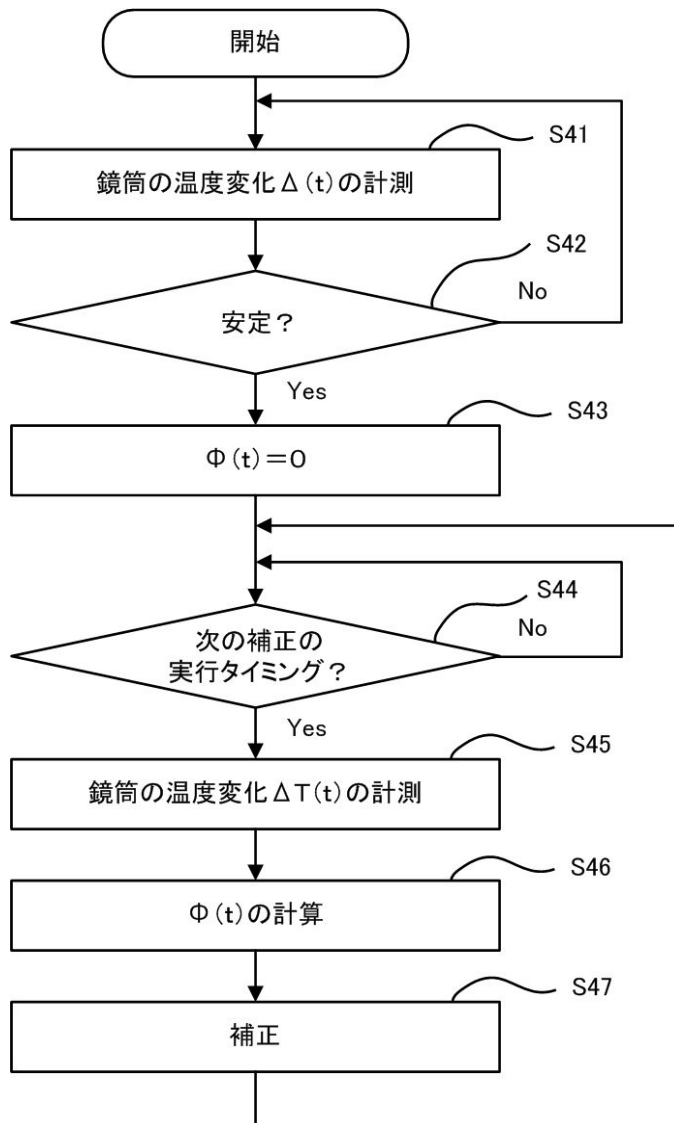 開始
S41
鏡筒の温度変化Δ(t)の計測
S42
安定？
No
Yes
S43
Φ(t)＝0
S44
次の補正の
実行タイミング？
No
Yes
S45
鏡筒の温度変化ΔT(t)の計測
S46
Φ(t)の計算
S47
補正